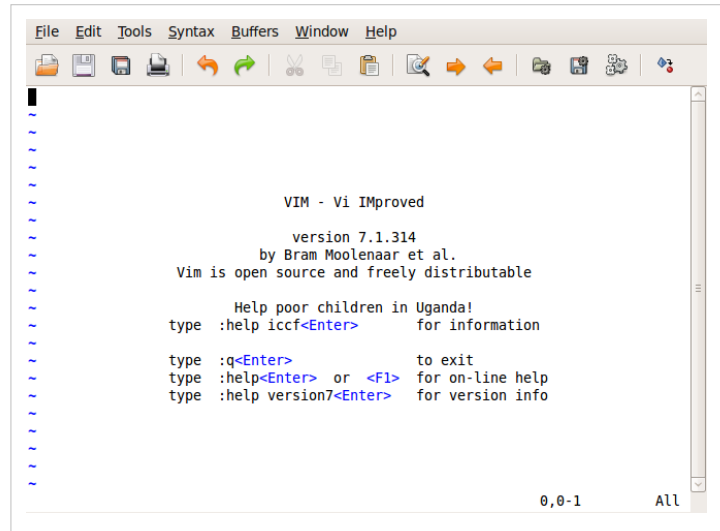 File Edit Tools Syntax Buffers Window Help
~
~
~
~
~
~
VIM - Vi IMproved
~
~ version 7.1.314
~ by Bram Moolenaar et al.
~ Vim is open source and freely distributable
~
~ Help poor children in Uganda!
~ type :help iccf<Enter> for information
~
~ type :q<Enter> to exit
~ type :help<Enter> or <F1> for on-line help
~ type :help version7<Enter> for version info
~
~
~
~
~
0,0-1 All